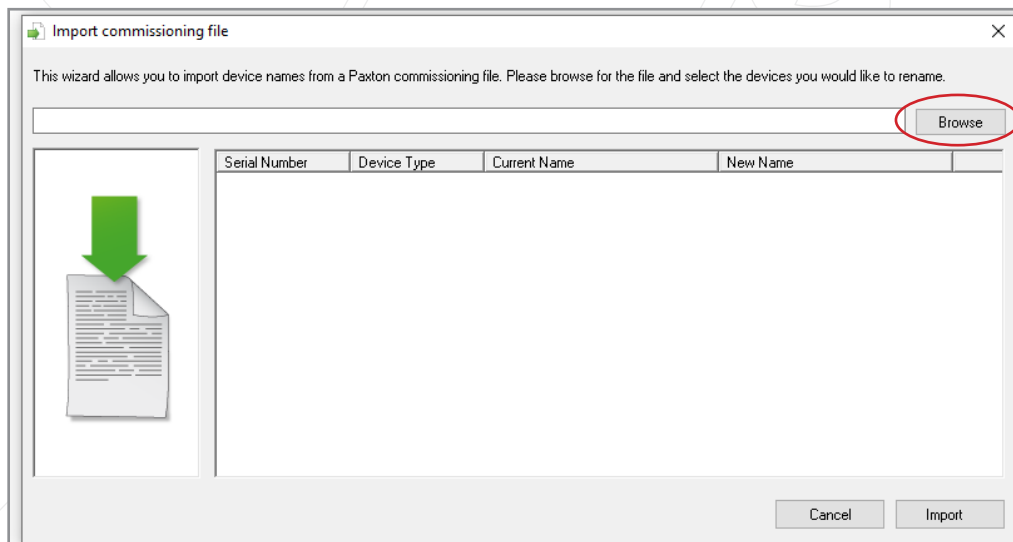 Import commissioning file
This wizard allows you to import device names from a Paxton commissioning file. Please browse for the file and select the devices you would like to rename.
Browse
Serial Number Device Type Current Name New Name
Cancel Import